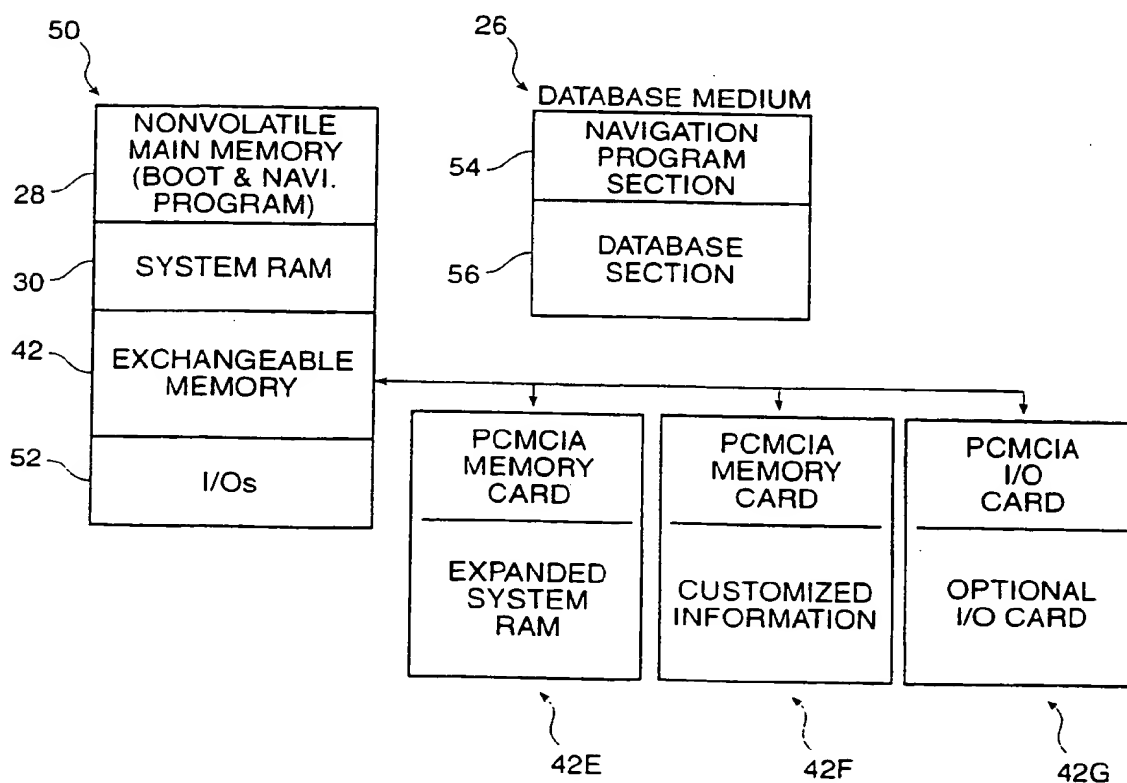 50
NONVOLATILE
MAIN MEMORY
(BOOT & NAVI.
PROGRAM)
28
SYSTEM RAM
30
EXCHANGEABLE
MEMORY
42
I/Os
52
26
DATABASE MEDIUM
NAVIGATION
PROGRAM
SECTION
54
DATABASE
SECTION
56
PCMCIA
MEMORY
CARD
EXPANDED
SYSTEM
RAM
42E
PCMCIA
MEMORY
CARD
CUSTOMIZED
INFORMATION
42F
PCMCIA
I/O
CARD
OPTIONAL
I/O CARD
42G